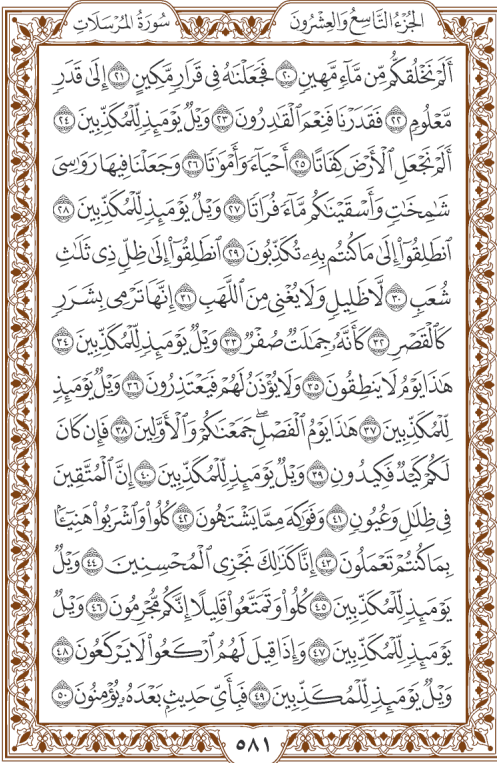 الجُزْءُ التَّاسِعُ وَالعِشْرُونَ سُورَةُ المُرْسَلَاتِ
أَلَمْ نَخْلُقكُّم مِّن مَّآءٍ مَّهِينٍ ٢٠ فَجَعَلْنَٰهُ فِى قَرَارٍ مَّكِينٍ ٢١ إِلَىٰ قَدَرٍ
مَّعْلُومٍ ٢٢ فَقَدَرْنَا فَنِعْمَ ٱلْقَٰدِرُونَ ٢٣ وَيْلٌ يَوْمَئِذٍ لِّلْمُكَذِّبِينَ ٢٤
أَلَمْ نَجْعَلِ ٱلْأَرْضَ كِفَاتًا ٢٥ أَحْيَآءً وَأَمْوَٰتًا ٢٦ وَجَعَلْنَا فِيهَا رَوَٰسِىَ
شَٰمِخَٰتٍ وَأَسْقَيْنَٰكُم مَّآءً فُرَاتًا ٢٧ وَيْلٌ يَوْمَئِذٍ لِّلْمُكَذِّبِينَ ٢٨
ٱنطَلِقُوٓا۟ إِلَىٰ مَا كُنتُم بِهِۦ تُكَذِّبُونَ ٢٩ ٱنطَلِقُوٓا۟ إِلَىٰ ظِلٍّ ذِى ثَلَٰثِ
شُعَبٍ ٣٠ لَّا ظَلِيلٍ وَلَا يُغْنِى مِنَ ٱللَّهَبِ ٣١ إِنَّهَا تَرْمِى بِشَرَرٍ
كَٱلْقَصْرِ ٣٢ كَأَنَّهُۥ جِمَٰلَتٌ صُفْرٌ ٣٣ وَيْلٌ يَوْمَئِذٍ لِّلْمُكَذِّبِينَ ٣٤
هَٰذَا يَوْمُ لَا يَنطِقُونَ ٣٥ وَلَا يُؤْذَنُ لَهُمْ فَيَعْتَذِرُونَ ٣٦ وَيْلٌ يَوْمَئِذٍ
لِّلْمُكَذِّبِينَ ٣٧ هَٰذَا يَوْمُ ٱلْفَصْلِ ۖ جَمَعْنَٰكُمْ وَٱلْأَوَّلِينَ ٣٨ فَإِن كَانَ
لَكُمْ كَيْدٌ فَكِيدُونِ ٣٩ وَيْلٌ يَوْمَئِذٍ لِّلْمُكَذِّبِينَ ٤٠ إِنَّ ٱلْمُتَّقِينَ
فِى ظِلَٰلٍ وَعُيُونٍ ٤١ وَفَوَٰكِهَ مِمَّا يَشْتَهُونَ ٤٢ كُلُوا۟ وَٱشْرَبُوا۟ هَنِيٓـًٔۢا
بِمَا كُنتُمْ تَعْمَلُونَ ٤٣ إِنَّا كَذَٰلِكَ نَجْزِى ٱلْمُحْسِنِينَ ٤٤ وَيْلٌ
يَوْمَئِذٍ لِّلْمُكَذِّبِينَ ٤٥ كُلُوا۟ وَتَمَتَّعُوا۟ قَلِيلًا إِنَّكُم مُّجْرِمُونَ ٤٦ وَيْلٌ
يَوْمَئِذٍ لِّلْمُكَذِّبِينَ ٤٧ وَإِذَا قِيلَ لَهُمُ ٱرْكَعُوا۟ لَا يَرْكَعُونَ ٤٨
وَيْلٌ يَوْمَئِذٍ لِّلْمُكَذِّبِينَ ٤٩ فَبِأَىِّ حَدِيثٍۭ بَعْدَهُۥ يُؤْمِنُونَ ٥٠
٥٨١